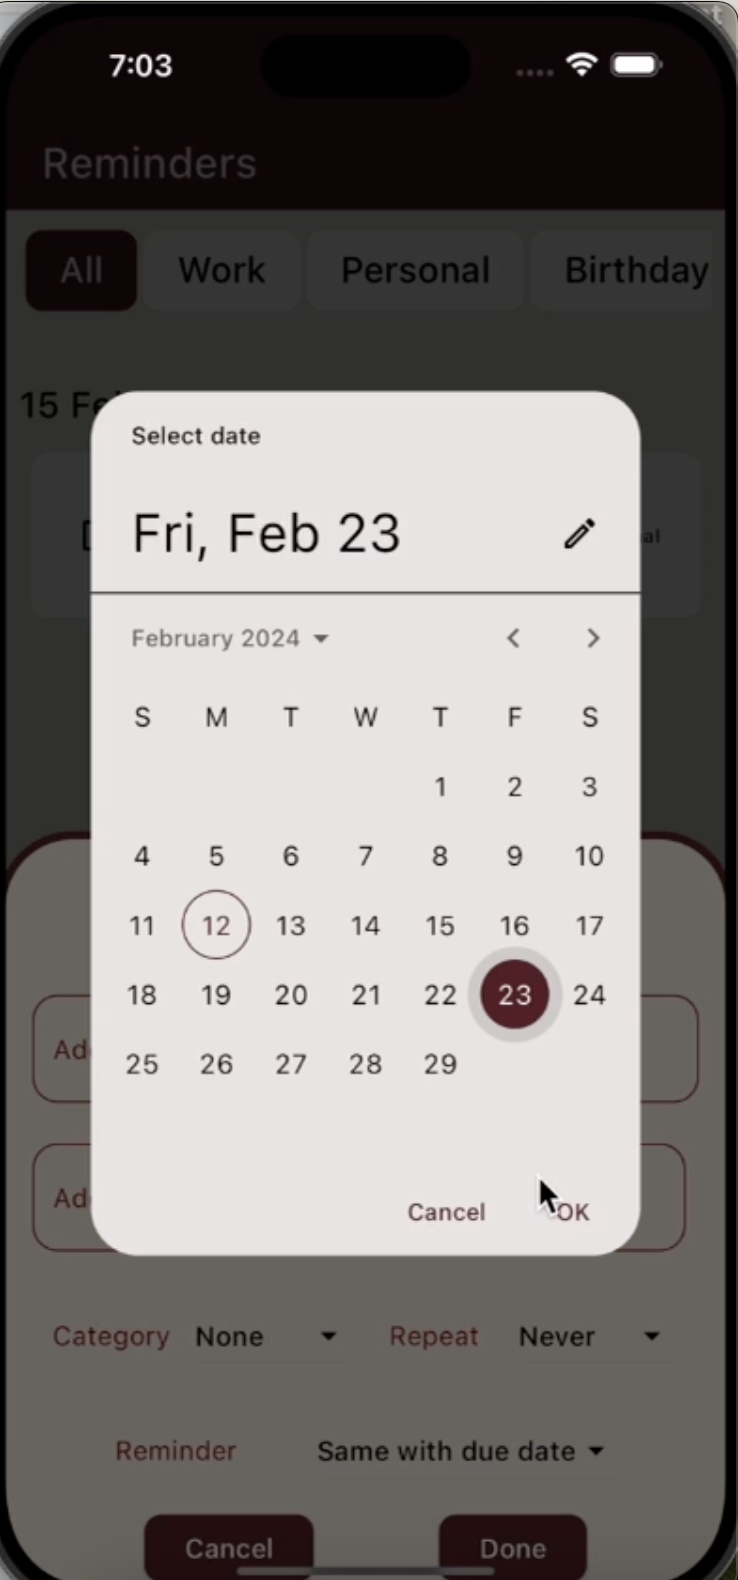 7:03
Reminders
All Work Personal Birthday
15 Fe
Select date
Fri, Feb 23
al
February 2024
S M T W T F S
1 2 3
4 5 6 7 8 9 10
11 12 13 14 15 16 17
18 19 20 21 22 23 24
25 26 27 28 29
Ad
Ad
Cancel OK
Category None Repeat Never
Reminder Same with due date
Cancel Done